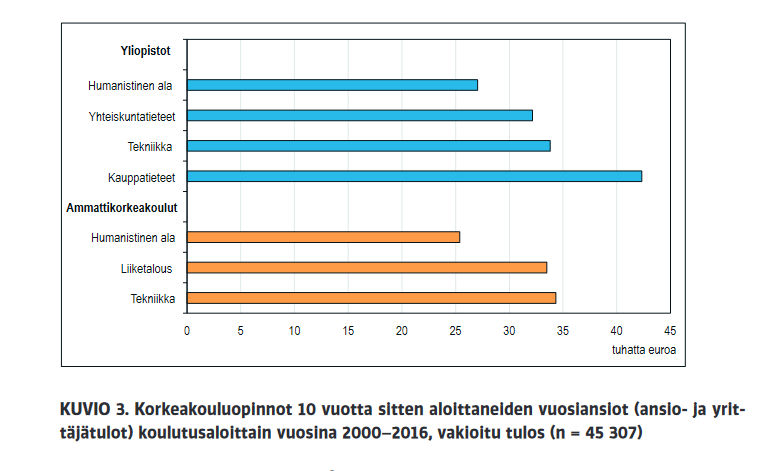 Yliopistot
Humanistinen ala
Yhteiskuntatieteet
Tekniikka
Kauppatieteet
Ammattikorkeakoulut
Humanistinen ala
Liiketalous
Tekniikka
0 5 10 15 20 25 30 35 40 45
tuhatta euroa
KUVIO 3. Korkeakouluopinnot 10 vuotta sitten aloittaneiden vuosiansiot (ansio- ja yrit-
täjätulot) koulutusaloittain vuosina 2000–2016, vakioitu tulos (n = 45 307)